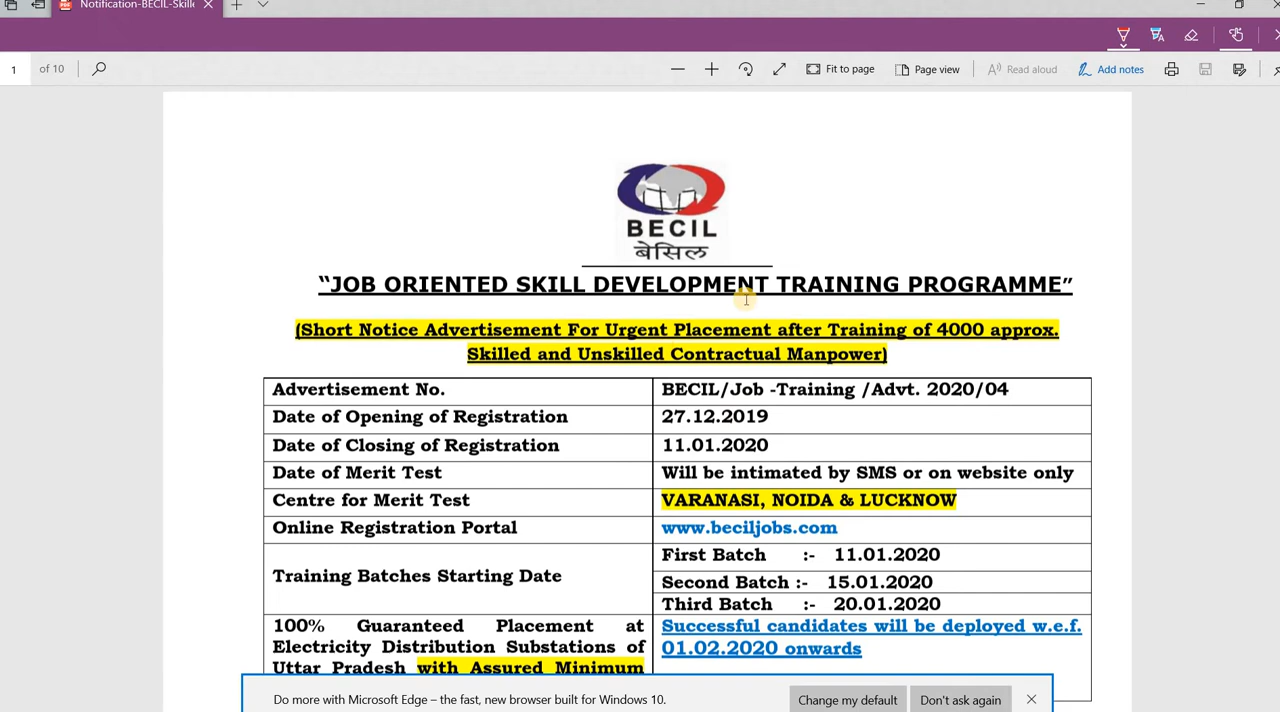 Notification-BECIL-Skille
1 of 10
Fit to page
Page view
Read aloud
Add notes
BECIL
बेसिल
“JOB ORIENTED SKILL DEVELOPMENT TRAINING PROGRAMME”
(Short Notice Advertisement For Urgent Placement after Training of 4000 approx.
Skilled and Unskilled Contractual Manpower)
Advertisement No. BECIL/Job -Training /Advt. 2020/04
Date of Opening of Registration 27.12.2019
Date of Closing of Registration 11.01.2020
Date of Merit Test Will be intimated by SMS or on website only
Centre for Merit Test VARANASI, NOIDA & LUCKNOW
Online Registration Portal www.beciljobs.com
Training Batches Starting Date
First Batch :- 11.01.2020
Second Batch :- 15.01.2020
Third Batch :- 20.01.2020
100% Guaranteed Placement at
Electricity Distribution Substations of
Uttar Pradesh with Assured Minimum
Successful candidates will be deployed w.e.f.
01.02.2020 onwards
Do more with Microsoft Edge – the fast, new browser built for Windows 10.
Change my default
Don't ask again